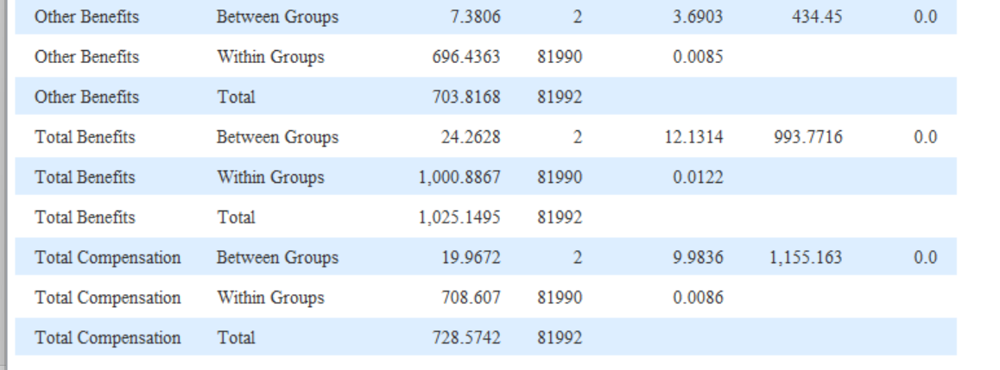 Other Benefits Between Groups 7.3806 2 3.6903 434.45 0.0
Other Benefits Within Groups 696.4363 81990 0.0085
Other Benefits Total 703.8168 81992
Total Benefits Between Groups 24.2628 2 12.1314 993.7716 0.0
Total Benefits Within Groups 1,000.8867 81990 0.0122
Total Benefits Total 1,025.1495 81992
Total Compensation Between Groups 19.9672 2 9.9836 1,155.163 0.0
Total Compensation Within Groups 708.607 81990 0.0086
Total Compensation Total 728.5742 81992